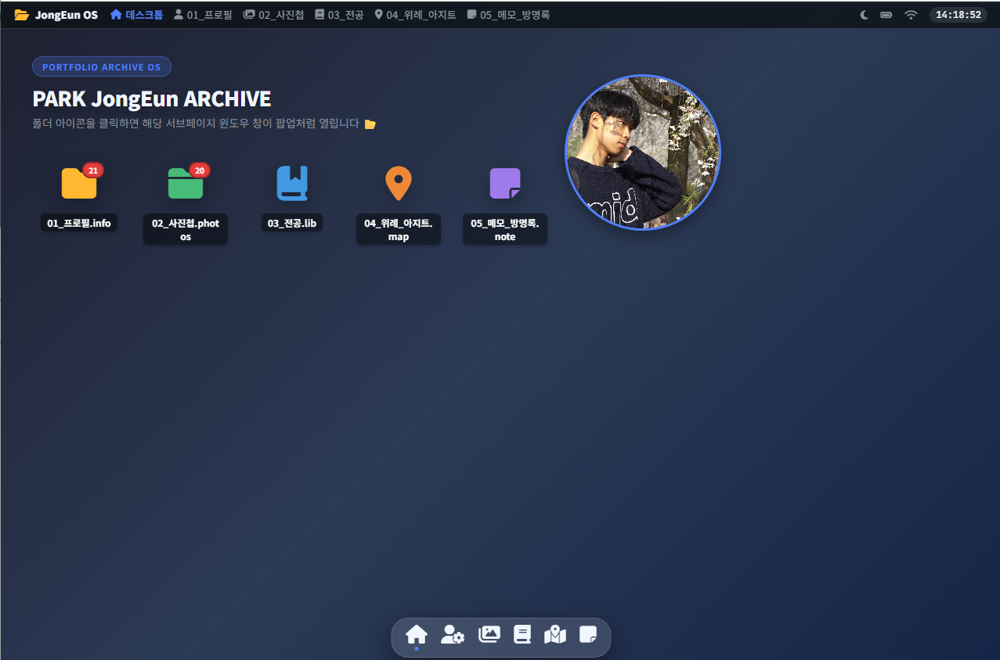 JongEun OS 데스크톱 01_프로필 02_사진첩 03_전공 04_위례_아지트 05_메모_방명록 14:18:52
PORTFOLIO ARCHIVE OS
PARK JongEun ARCHIVE
폴더 아이콘을 클릭하면 해당 서브페이지 윈도우 창이 팝업처럼 열립니다
21
20
01_프로필.info
02_사진첩.phot
os
03_전공.lib
04_위례_아지트.
map
05_메모_방명록.
note
mid